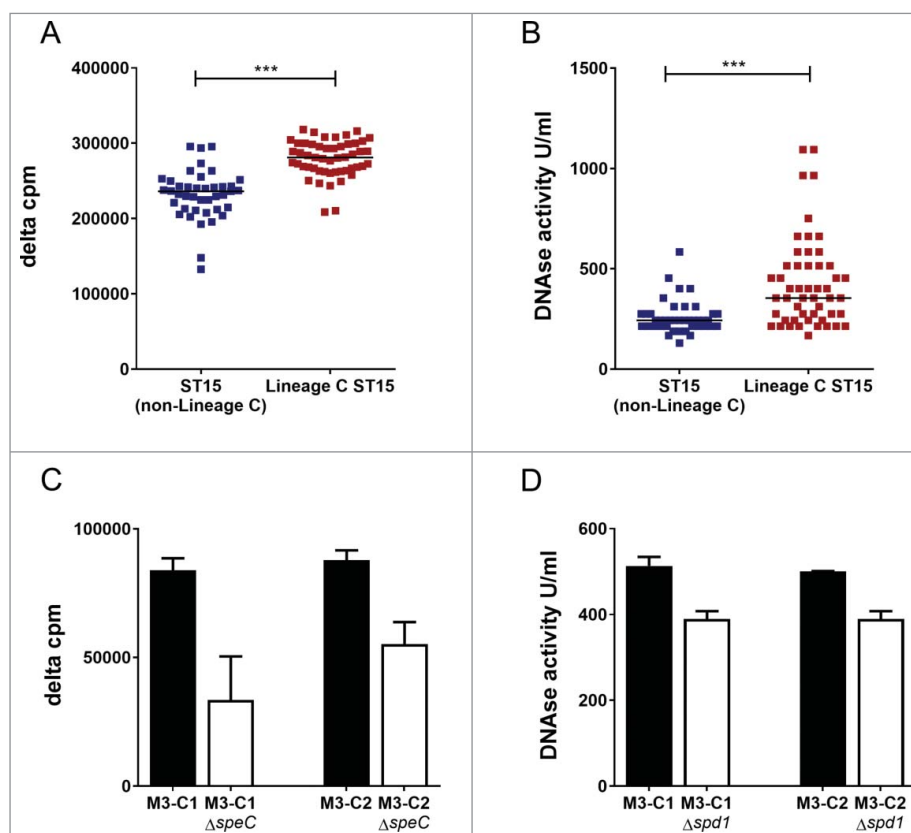 A
delta cpm
400000
300000
200000
100000
0
***
ST15
(non-Lineage C)
Lineage C ST15
B
DNAse activity U/ml
1500
1000
500
0
***
ST15
(non-Lineage C)
Lineage C ST15
C
delta cpm
100000
50000
0
M3-C1
M3-C1
ΔspeC
M3-C2
M3-C2
ΔspeC
D
DNAse activity U/ml
600
400
200
0
M3-C1
M3-C1
Δspd1
M3-C2
M3-C2
Δspd1